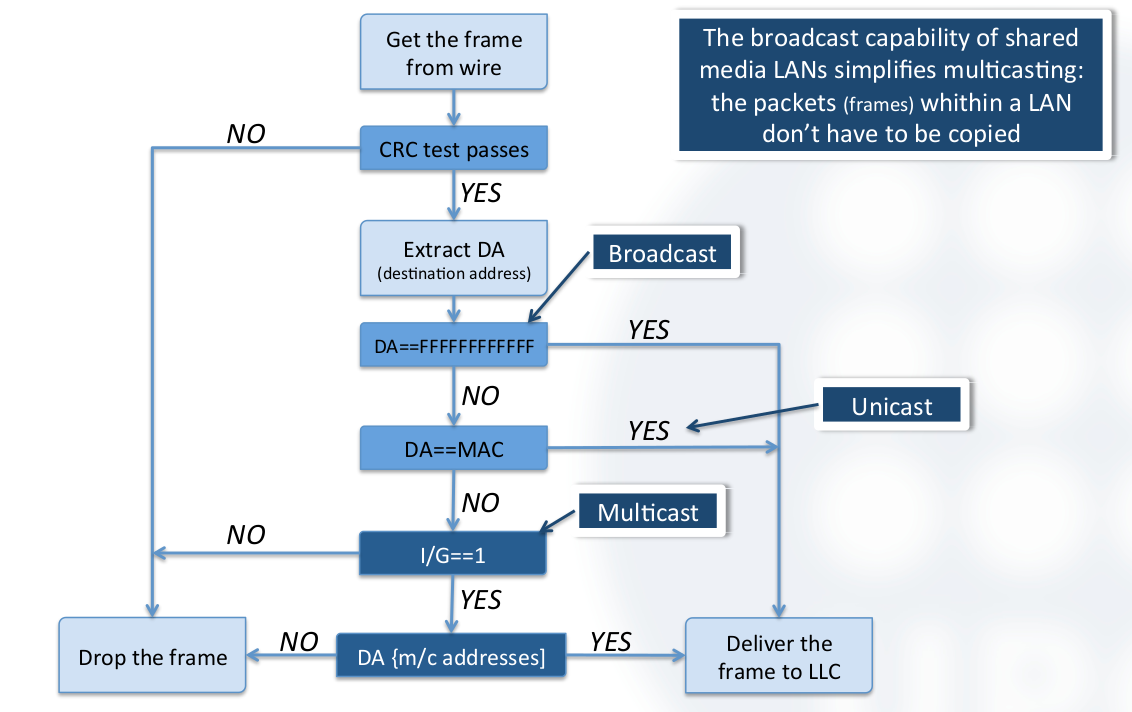 Get the frame
from wire
The broadcast capability of shared
media LANs simplifies multicasting:
the packets (frames) whithin a LAN
don’t have to be copied
NO
CRC test passes
YES
Extract DA
(destination address)
Broadcast
DA==FFFFFFFFFFFF
YES
NO
Unicast
DA==MAC
YES
NO
Multicast
NO
I/G==1
YES
Drop the frame
NO
DA {m/c addresses]
YES
Deliver the
frame to LLC